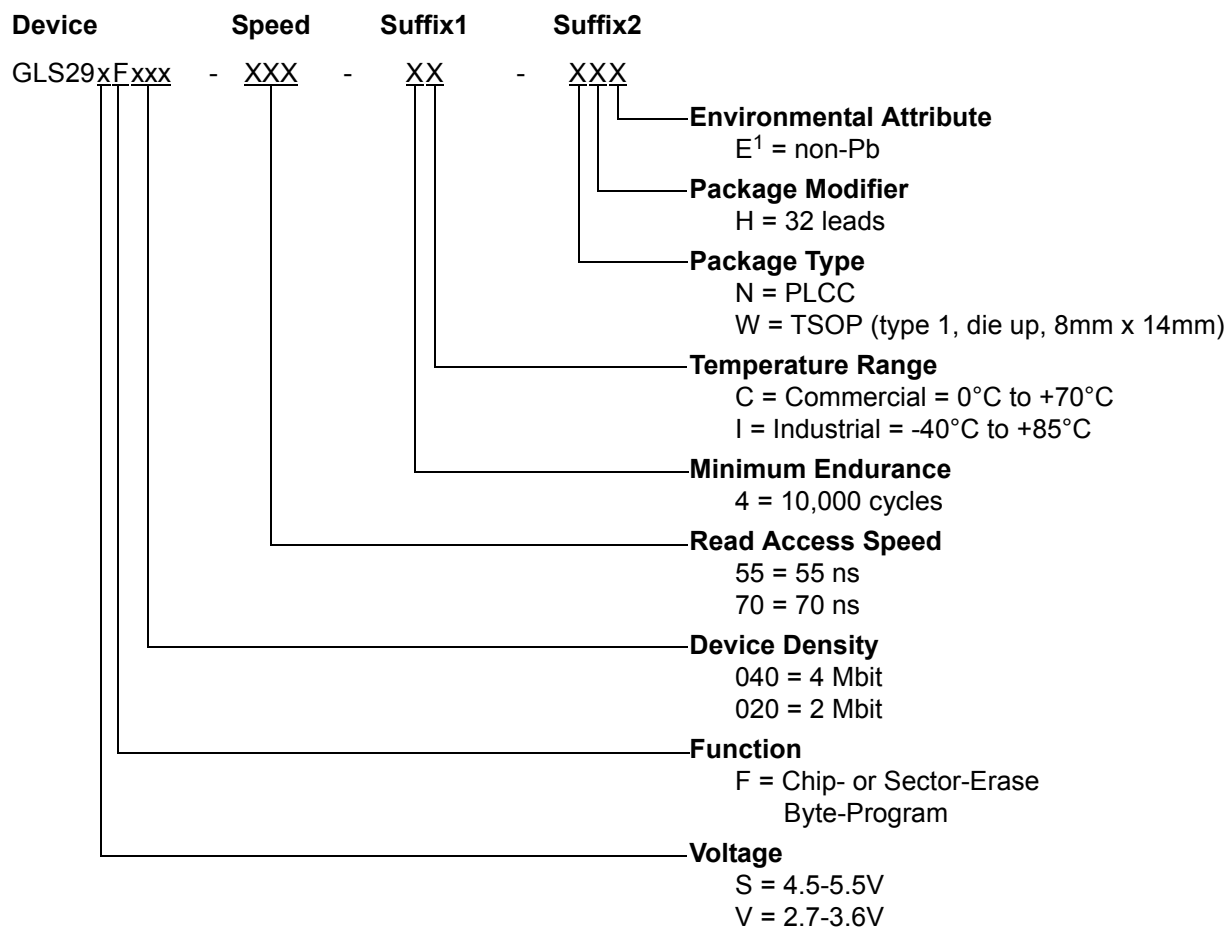 Device Speed Suffix1 Suffix2
GLS29xFxxx - XXX - XX - XXX
Environmental Attribute
E1 = non-Pb
Package Modifier
H = 32 leads
Package Type
N = PLCC
W = TSOP (type 1, die up, 8mm x 14mm)
Temperature Range
C = Commercial = 0°C to +70°C
I = Industrial = -40°C to +85°C
Minimum Endurance
4 = 10,000 cycles
Read Access Speed
55 = 55 ns
70 = 70 ns
Device Density
040 = 4 Mbit
020 = 2 Mbit
Function
F = Chip- or Sector-Erase
Byte-Program
Voltage
S = 4.5-5.5V
V = 2.7-3.6V